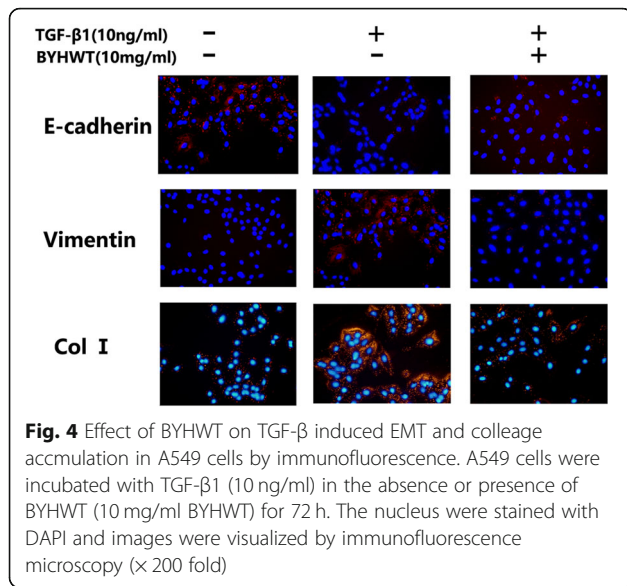 TGF-β1(10ng/ml) − + +
BYHWT(10mg/ml) − − +
E-cadherin
Vimentin
Col I
Fig. 4 Effect of BYHWT on TGF-β induced EMT and colleage
accmulation in A549 cells by immunofluorescence. A549 cells were
incubated with TGF-β1 (10 ng/ml) in the absence or presence of
BYHWT (10 mg/ml BYHWT) for 72 h. The nucleus were stained with
DAPI and images were visualized by immunofluorescence
microscopy (× 200 fold)